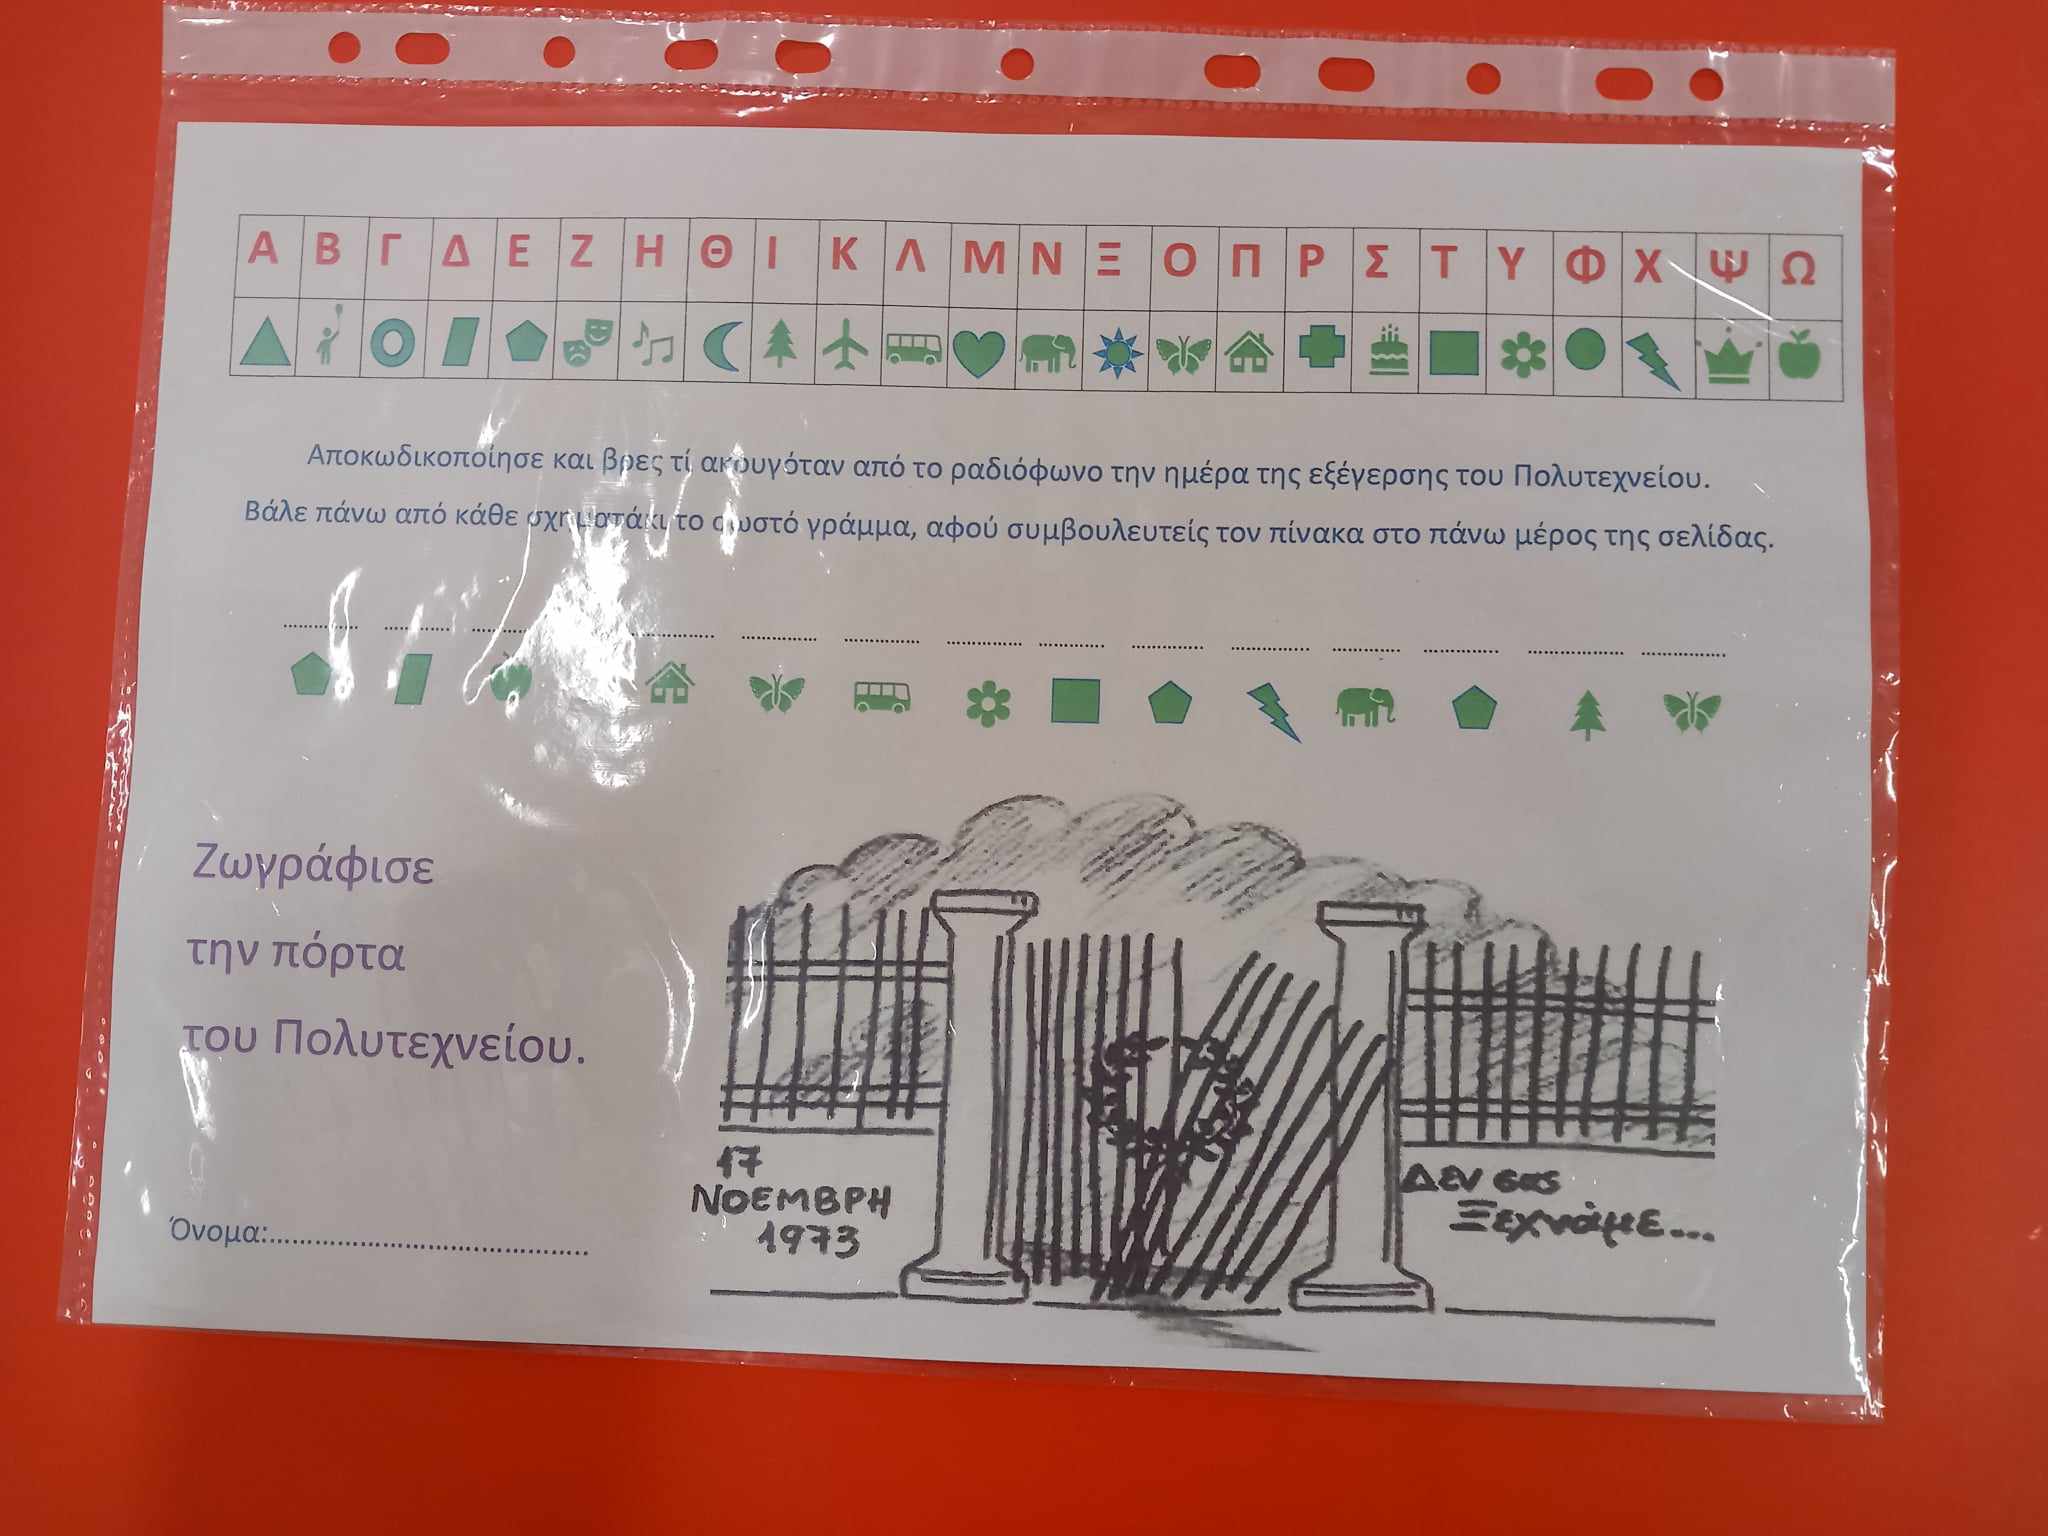 Α Β Γ Δ Ε Ζ Η Θ Ι Κ Λ Μ Ν Ξ Ο Π Ρ Σ Τ Υ Φ Χ Ψ Ω
Αποκωδικοποίησε και βρες τί ακουγόταν από το ραδιόφωνο την ημέρα της εξέγερσης του Πολυτεχνείου.
Βάλε πάνω από κάθε σχηματάκι το σωστό γράμμα, αφού συμβουλευτείς τον πίνακα στο πάνω μέρος της σελίδας.
Ζωγράφισε
την πόρτα
του Πολυτεχνείου.
Όνομα:..............................................
17
ΝΟΕΜΒΡΗ
1973
Δεν σας
Ξεχνάμε...